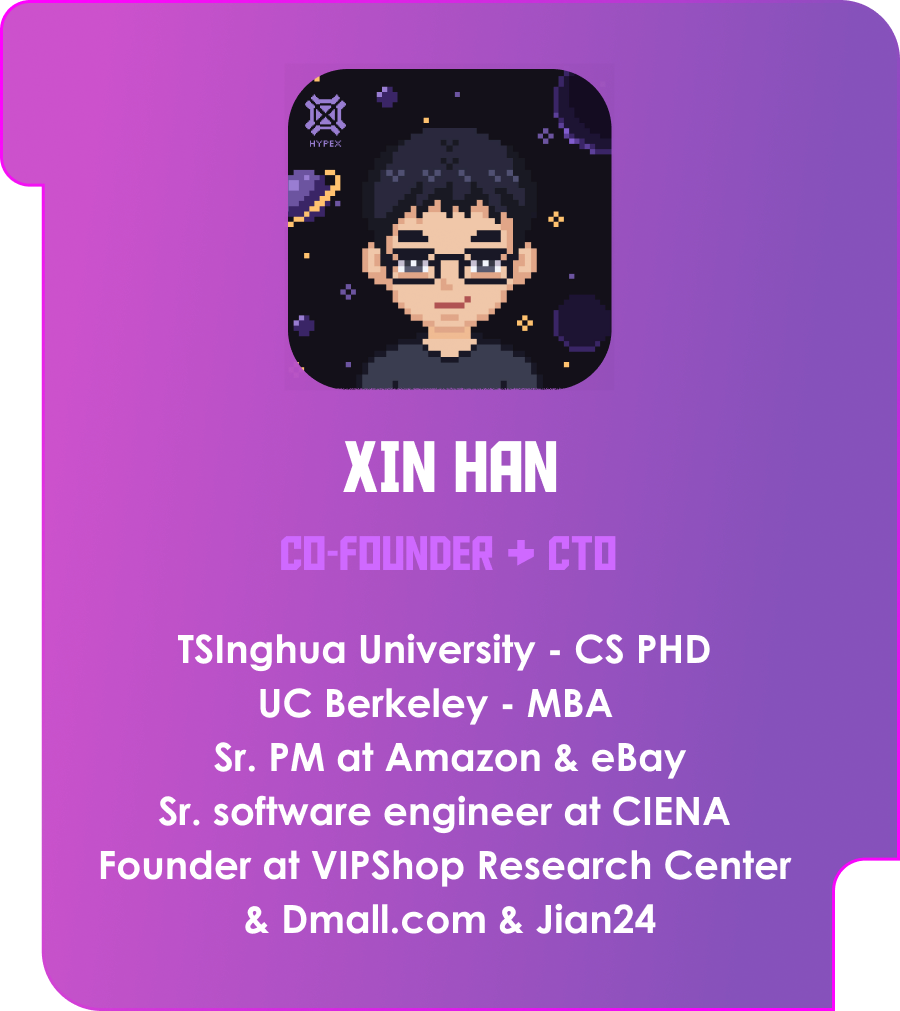 HYPEX
XIN HAN
CO-FOUNDER + CTO
TSInghua University - CS PHD
UC Berkeley - MBA
Sr. PM at Amazon & eBay
Sr. software engineer at CIENA
Founder at VIPShop Research Center
& Dmall.com & Jian24